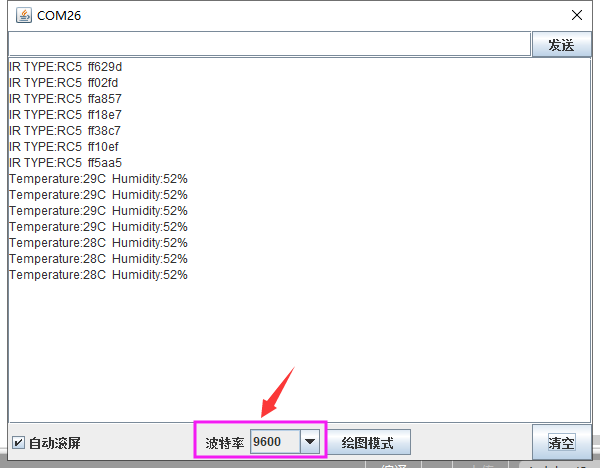 COM26
发送
IR TYPE:RC5 ff629d
IR TYPE:RC5 ff02fd
IR TYPE:RC5 ffa857
IR TYPE:RC5 ff18e7
IR TYPE:RC5 ff38c7
IR TYPE:RC5 ff10ef
IR TYPE:RC5 ff5aa5
Temperature:29C Humidity:52%
Temperature:29C Humidity:52%
Temperature:29C Humidity:52%
Temperature:29C Humidity:52%
Temperature:28C Humidity:52%
Temperature:28C Humidity:52%
Temperature:28C Humidity:52%
自动滚屏 波特率 9600 绘图模式 清空